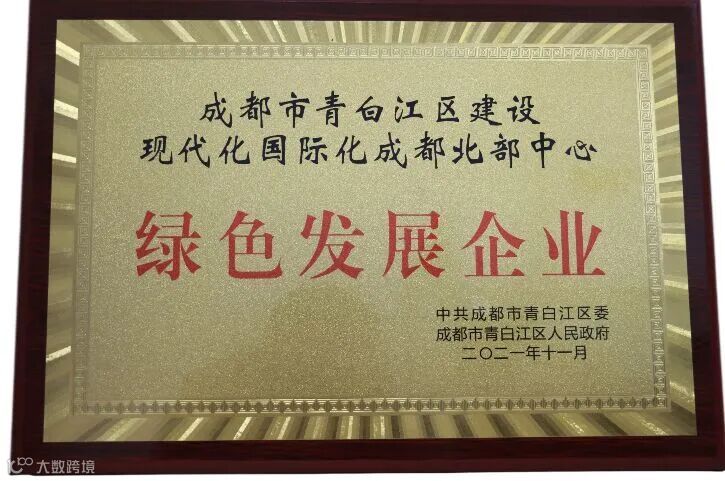 成都市青白江区建设
现代化国际化成都北部中心
绿色发展企业
中共成都市青白江区委
成都市青白江区人民政府
二〇二一年十一月
大数跨境